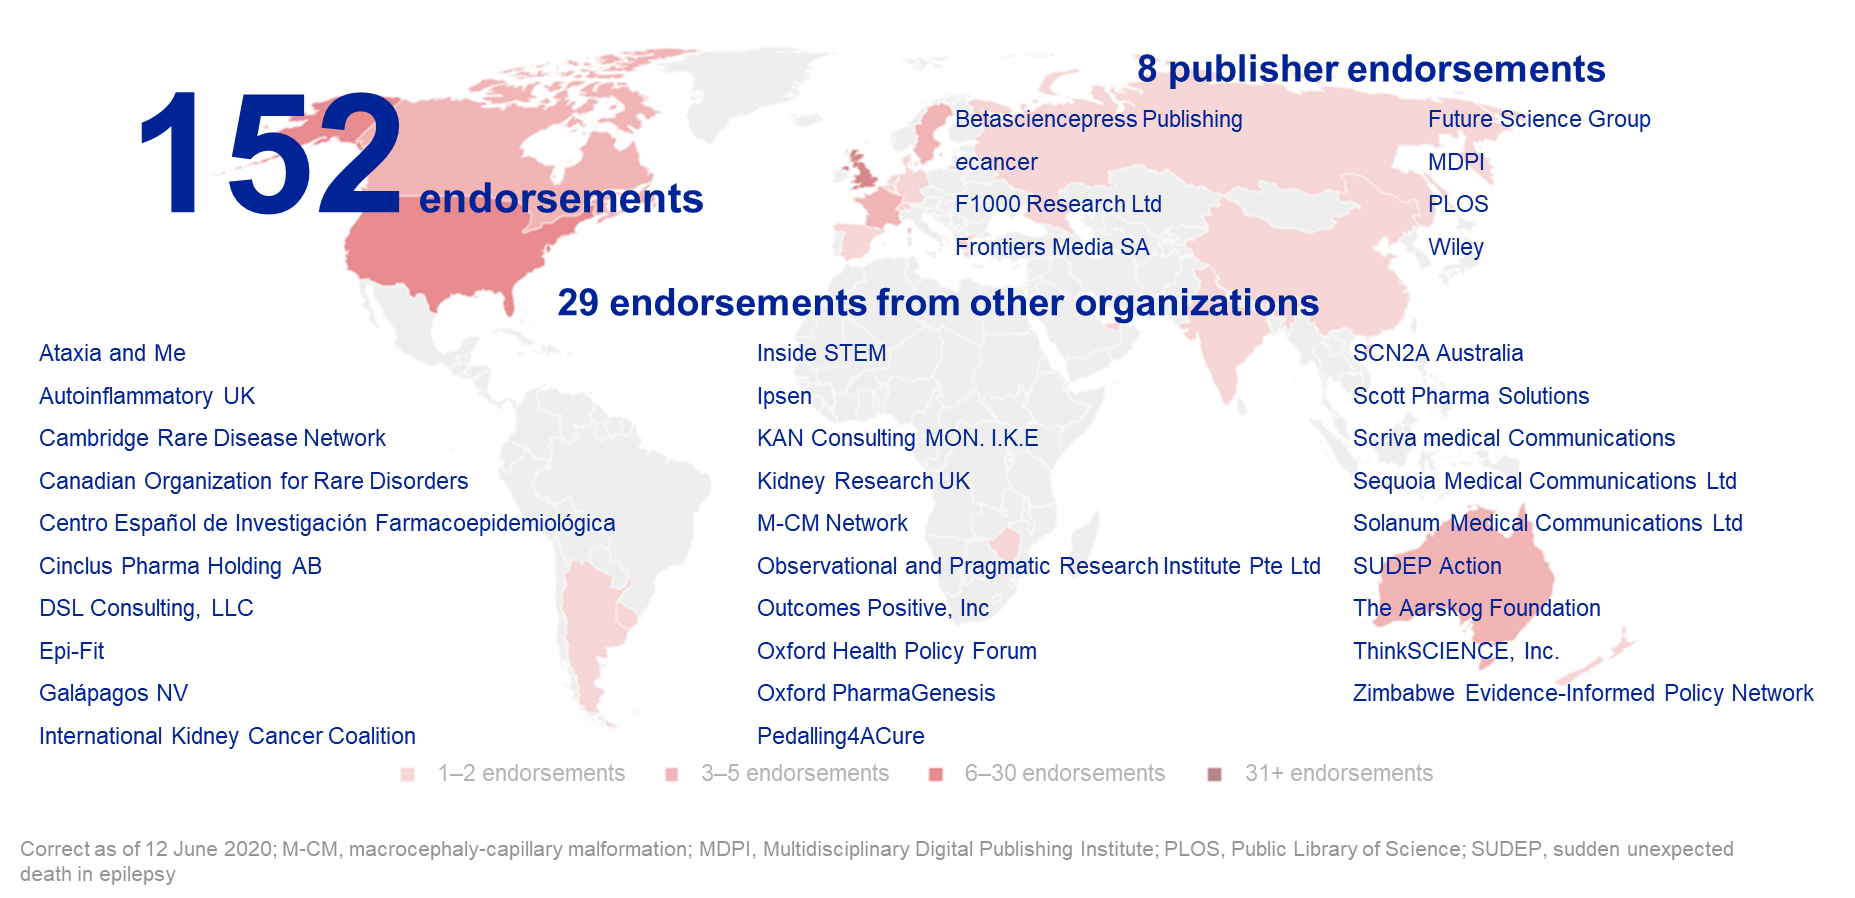 152 endorsements
8 publisher endorsements
Betasciencepress Publishing
ecancer
F1000 Research Ltd
Frontiers Media SA
Future Science Group
MDPI
PLOS
Wiley
29 endorsements from other organizations
Ataxia and Me
Autoinflammatory UK
Cambridge Rare Disease Network
Canadian Organization for Rare Disorders
Centro Español de Investigación Farmacoepidemiológica
Cinclus Pharma Holding AB
DSL Consulting, LLC
Epi-Fit
Galápagos NV
International Kidney Cancer Coalition
Inside STEM
Ipsen
KAN Consulting MON. I.K.E
Kidney Research UK
M-CM Network
Observational and Pragmatic Research Institute Pte Ltd
Outcomes Positive, Inc
Oxford Health Policy Forum
Oxford PharmaGenesis
Pedalling4ACure
SCN2A Australia
Scott Pharma Solutions
Scriva medical Communications
Sequoia Medical Communications Ltd
Solanum Medical Communications Ltd
SUDEP Action
The Aarskog Foundation
ThinkSCIENCE, Inc.
Zimbabwe Evidence-Informed Policy Network
1–2 endorsements
3–5 endorsements
6–30 endorsements
31+ endorsements
Correct as of 12 June 2020; M-CM, macrocephaly-capillary malformation; MDPI, Multidisciplinary Digital Publishing Institute; PLOS, Public Library of Science; SUDEP, sudden unexpected
death in epilepsy